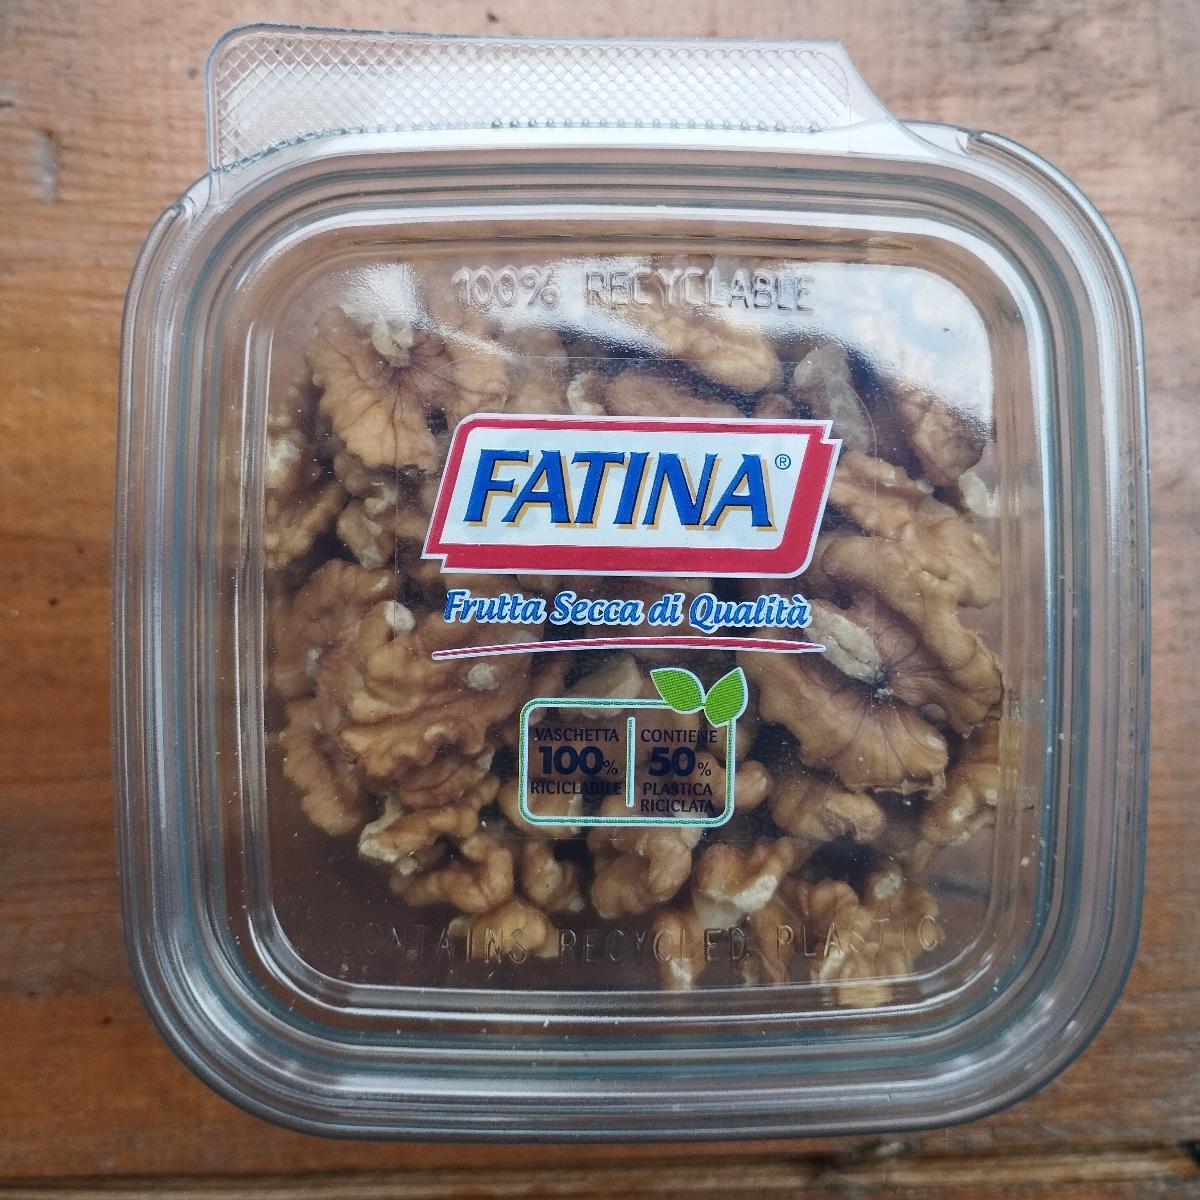 100% RECYCLABLE
FATINA®
Frutta Secca di Qualità
VASCHETTA
100%
RICICLABILE
CONTIENE
50%
PLASTICA
RICICLATA
CONTAINS RECYCLED PLASTIC